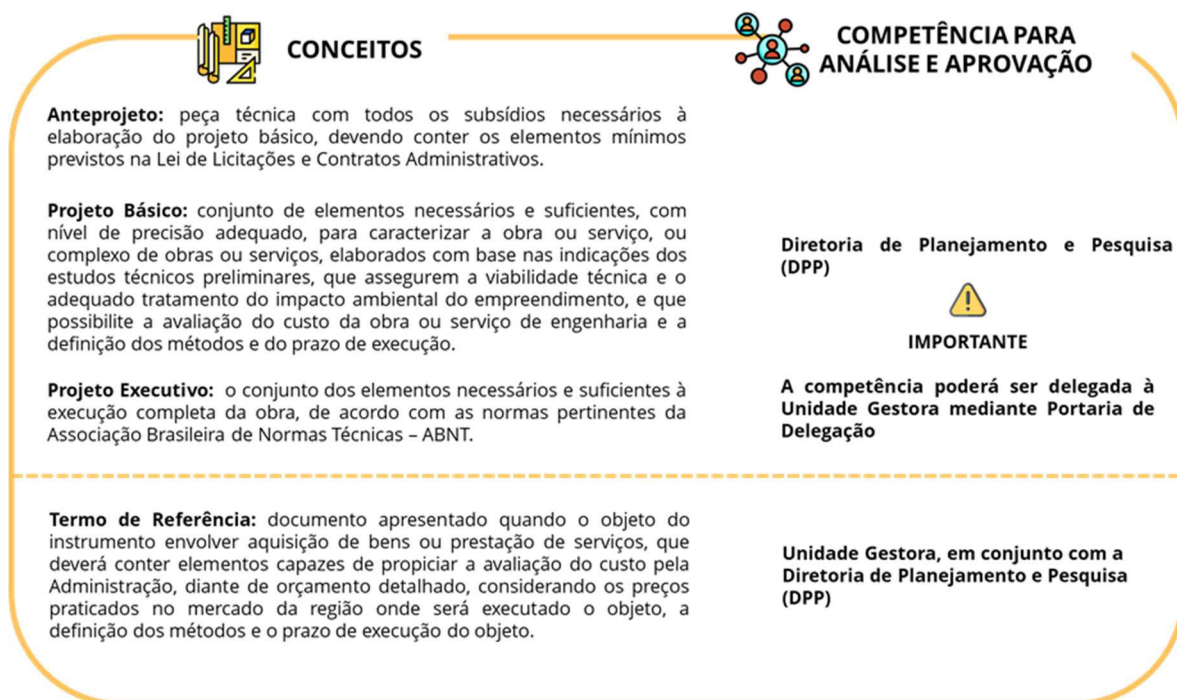 CONCEITOS
COMPETÊNCIA PARA
ANÁLISE E APROVAÇÃO
Anteprojeto: peça técnica com todos os subsídios necessários à
elaboração do projeto básico, devendo conter os elementos mínimos
previstos na Lei de Licitações e Contratos Administrativos.
Projeto Básico: conjunto de elementos necessários e suficientes, com
nível de precisão adequado, para caracterizar a obra ou serviço, ou
complexo de obras ou serviços, elaborados com base nas indicações dos
estudos técnicos preliminares, que assegurem a viabilidade técnica e o
adequado tratamento do impacto ambiental do empreendimento, e que
possibilite a avaliação do custo da obra ou serviço de engenharia e a
definição dos métodos e do prazo de execução.
Projeto Executivo: o conjunto dos elementos necessários e suficientes à
execução completa da obra, de acordo com as normas pertinentes da
Associação Brasileira de Normas Técnicas – ABNT.
Diretoria de Planejamento e Pesquisa
(DPP)
IMPORTANTE
A competência poderá ser delegada à
Unidade Gestora mediante Portaria de
Delegação
Termo de Referência: documento apresentado quando o objeto do
instrumento envolver aquisição de bens ou prestação de serviços, que
deverá conter elementos capazes de propiciar a avaliação do custo pela
Administração, diante de orçamento detalhado, considerando os preços
praticados no mercado da região onde será executado o objeto, a
definição dos métodos e o prazo de execução do objeto.
Unidade Gestora, em conjunto com a
Diretoria de Planejamento e Pesquisa
(DPP)